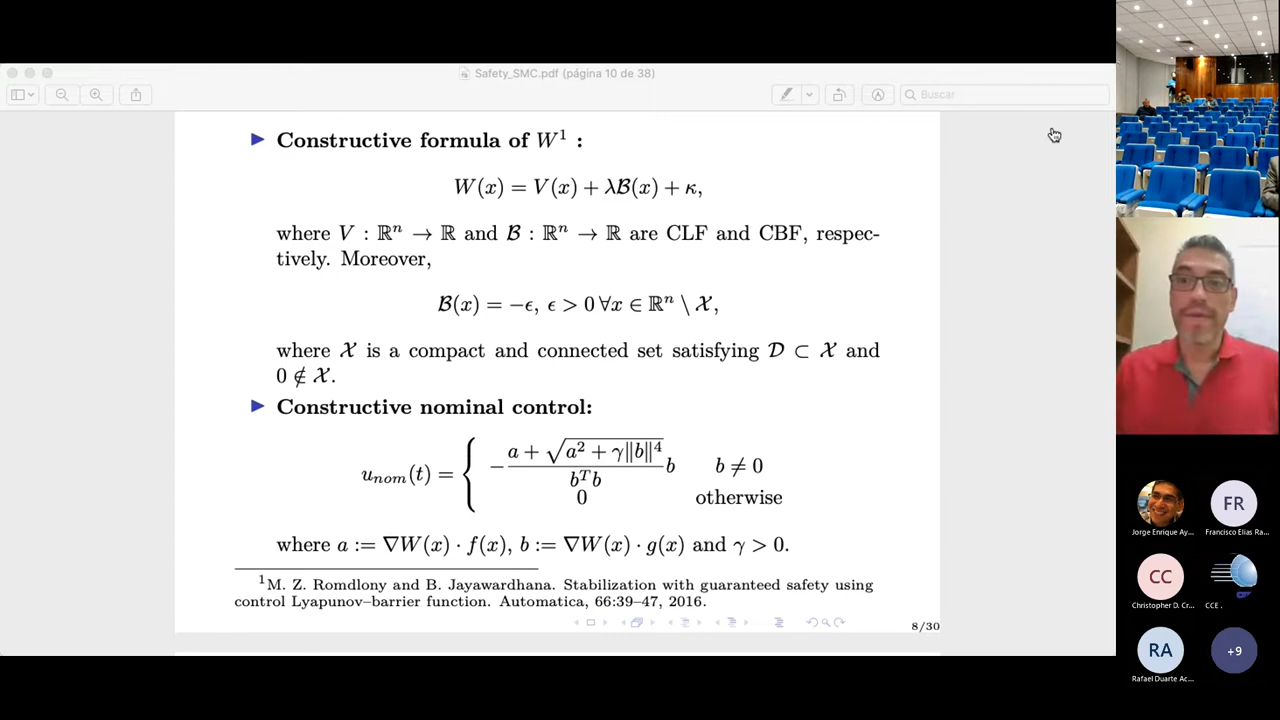 Safety_SMC.pdf (página 10 de 38)
Buscar
Constructive formula of W¹ :
W(x) = V(x) + λℬ(x) + κ,
where V : ℝⁿ → ℝ and ℬ : ℝⁿ → ℝ are CLF and CBF, respec-
tively. Moreover,
ℬ(x) = −ϵ, ϵ > 0 ∀x ∈ ℝⁿ \ 𝒳,
where 𝒳 is a compact and connected set satisfying 𝒟 ⊂ 𝒳 and
0 ∉ 𝒳.
Constructive nominal control:
u_nom(t) = { −(a + √(a² + γ‖b‖⁴))/(bᵀb) b b ≠ 0
0 otherwise
where a := ∇W(x) · f(x), b := ∇W(x) · g(x) and γ > 0.
¹M. Z. Romdlony and B. Jayawardhana. Stabilization with guaranteed safety using
control Lyapunov–barrier function. Automatica, 66:39–47, 2016.
8/30
Jorge Enrique Ay...
FR
Francisco Elias Ra...
CC
Christopher D. Cr...
CCE .
RA
Rafael Duarte Ac...
+9